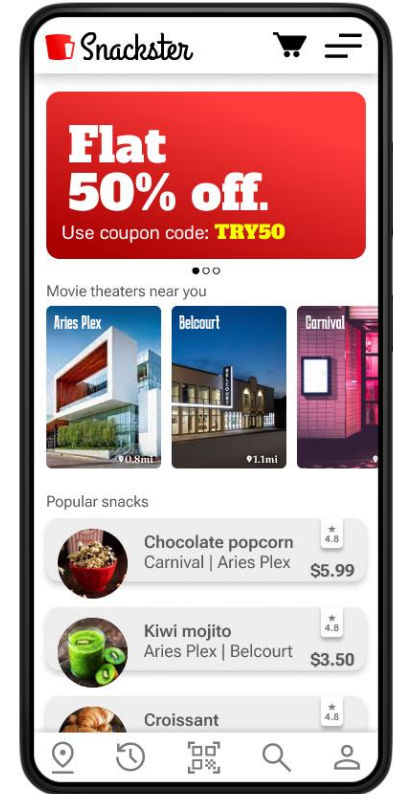 Snackster
Flat
50% off.
Use coupon code: TRY50
Movie theaters near you
Aries Plex
Belcourt
Carnival
BELCOURT
0.8mi
1.1mi
Popular snacks
Chocolate popcorn
4.8
Carnival | Aries Plex
$5.99
Kiwi mojito
4.8
Aries Plex | Belcourt
$3.50
Croissant
4.8